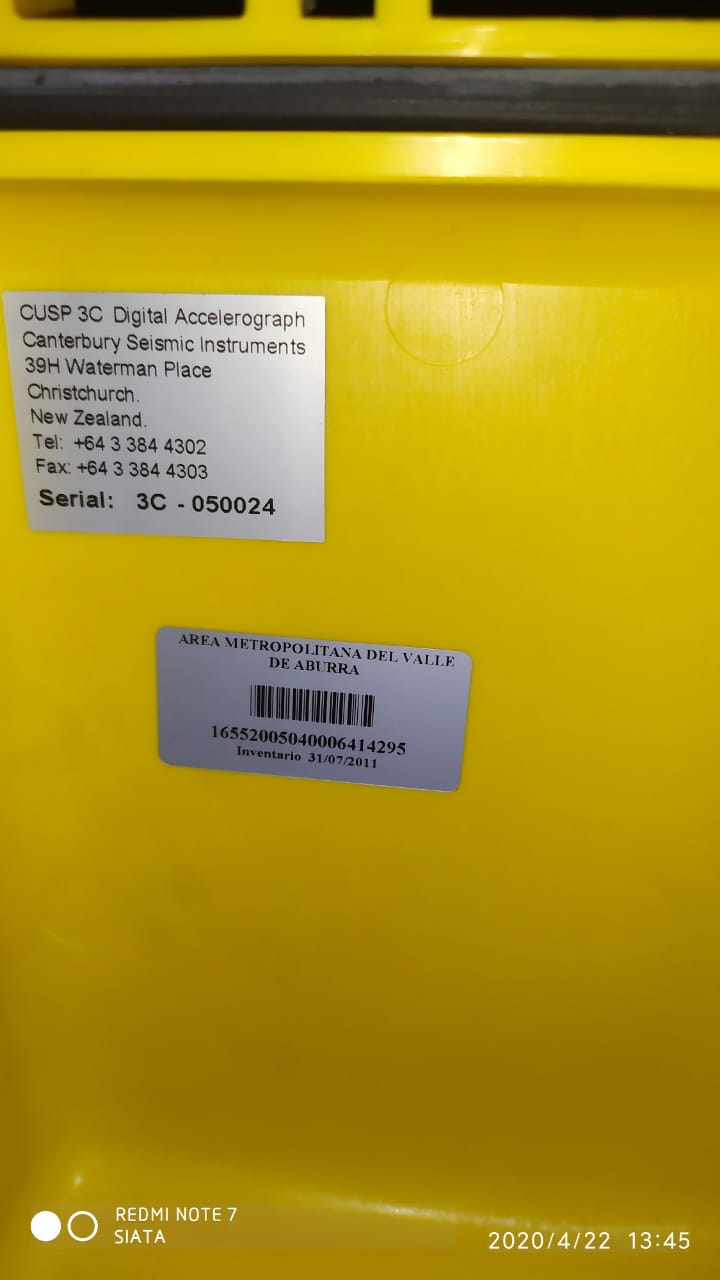 CUSP 3C Digital Accelerograph
Canterbury Seismic Instruments
39H Waterman Place
Christchurch.
New Zealand.
Tel: +64 3 384 4302
Fax: +64 3 384 4303
Serial: 3C - 050024
AREA METROPOLITANA DEL VALLE
DE ABURRA
16552005040006414295
Inventario 31/07/2011
REDMI NOTE 7
SIATA
2020/4/22 13:45